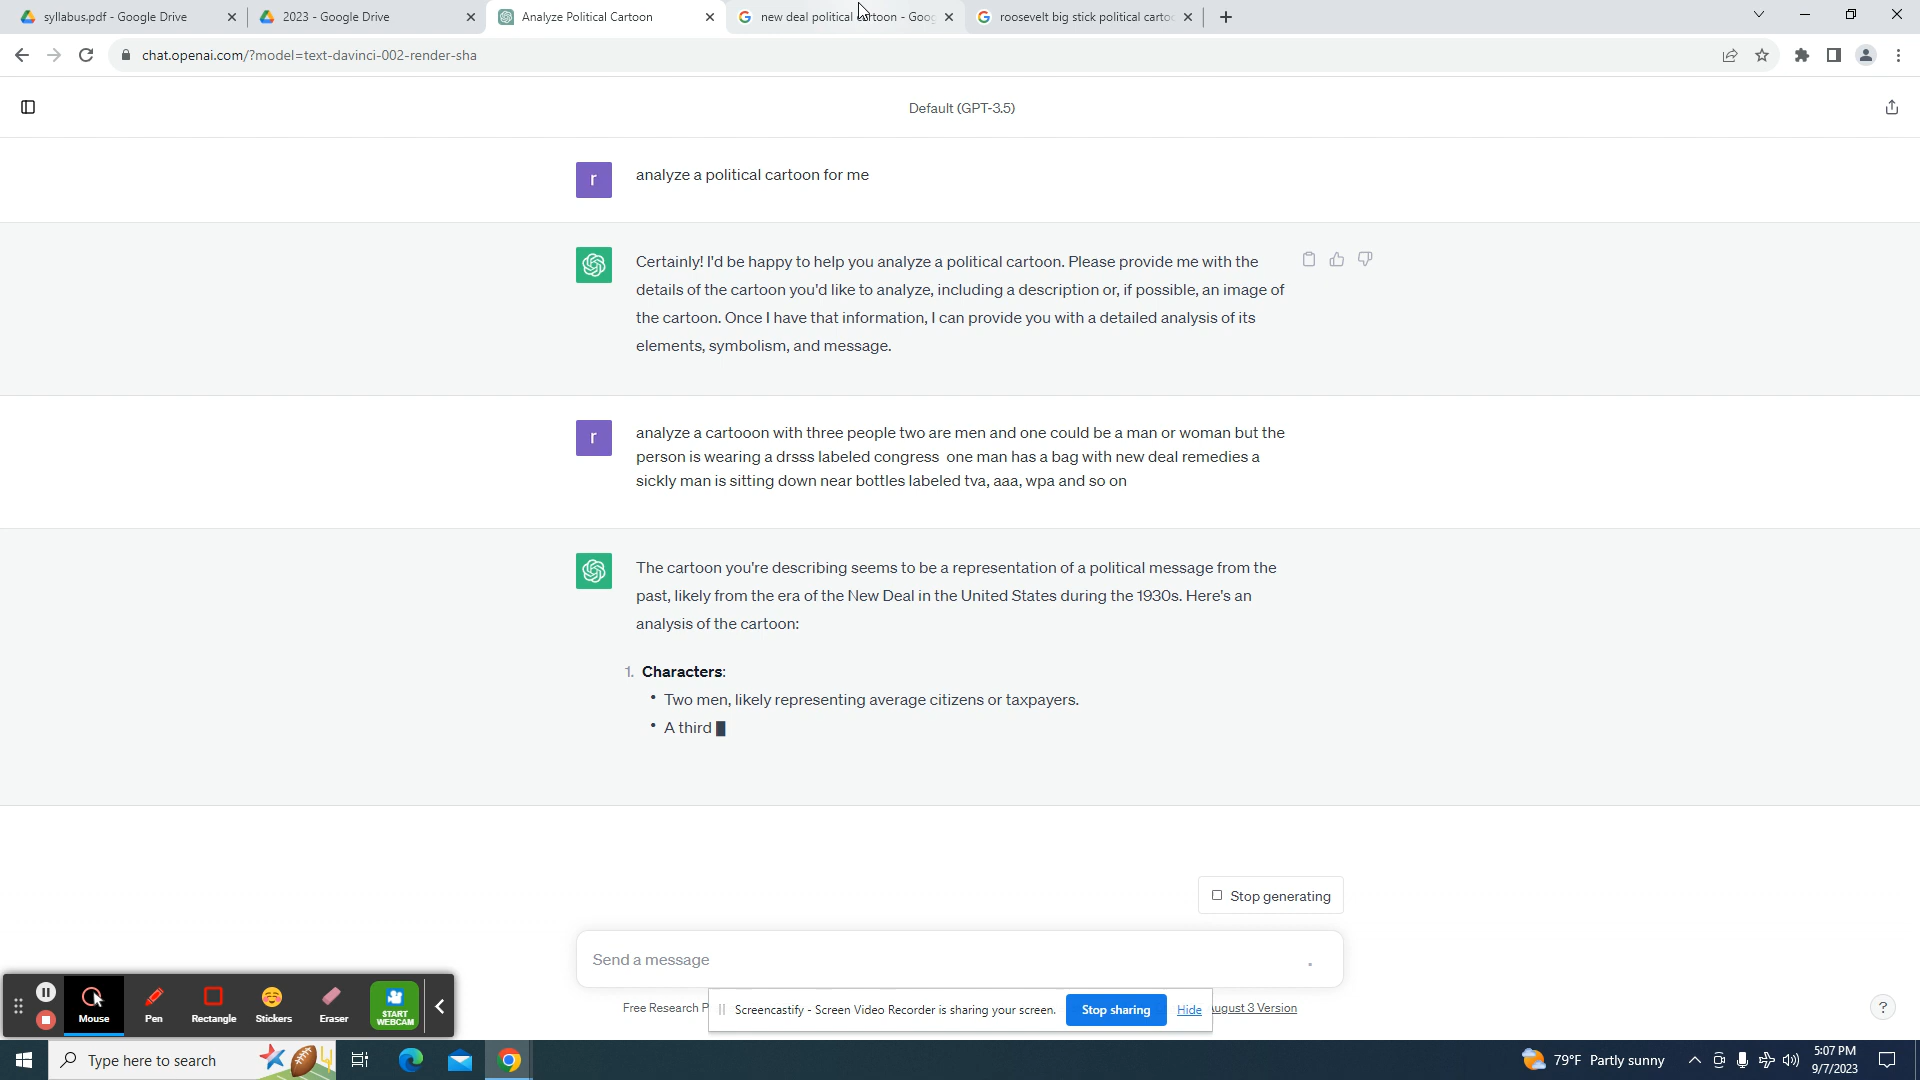 syllabus.pdf - Google Drive
2023 - Google Drive
Analyze Political Cartoon
new deal political
roosevelt big stick political
chat.openai.com/?model=text-davinci-002-render-sha
Default (GPT-3.5)
r
analyze a political cartoon for me
Certainly! I'd be happy to help you analyze a political cartoon. Please provide me with the
details of the cartoon you'd like to analyze, including a description or, if possible, an image of
the cartoon. Once I have that information, I can provide you with a detailed analysis of its
elements, symbolism, and message.
r
analyze a cartooon with three people two are men and one could be a man or woman but the
person is wearing a drsss labeled congress one man has a bag with new deal remedies a
sickly man is sitting down near bottles labeled tva, aaa, wpa and so on
The cartoon you're describing seems to be a representation of a political message from the
past, likely from the era of the New Deal in the United States during the 1930s. Here's an
analysis of the cartoon:
1. Characters:
• Two men, likely representing average citizens or taxpayers.
• A third
Stop generating
Send a message
Free Research P
August 3 Version
Screencastify - Screen Video Recorder is sharing your screen.
Stop sharing
Hide
?
Mouse
Pen
Rectangle
Stickers
Eraser
START
WEBCAM
Type here to search
79°F Partly sunny
5:07 PM
9/7/2023